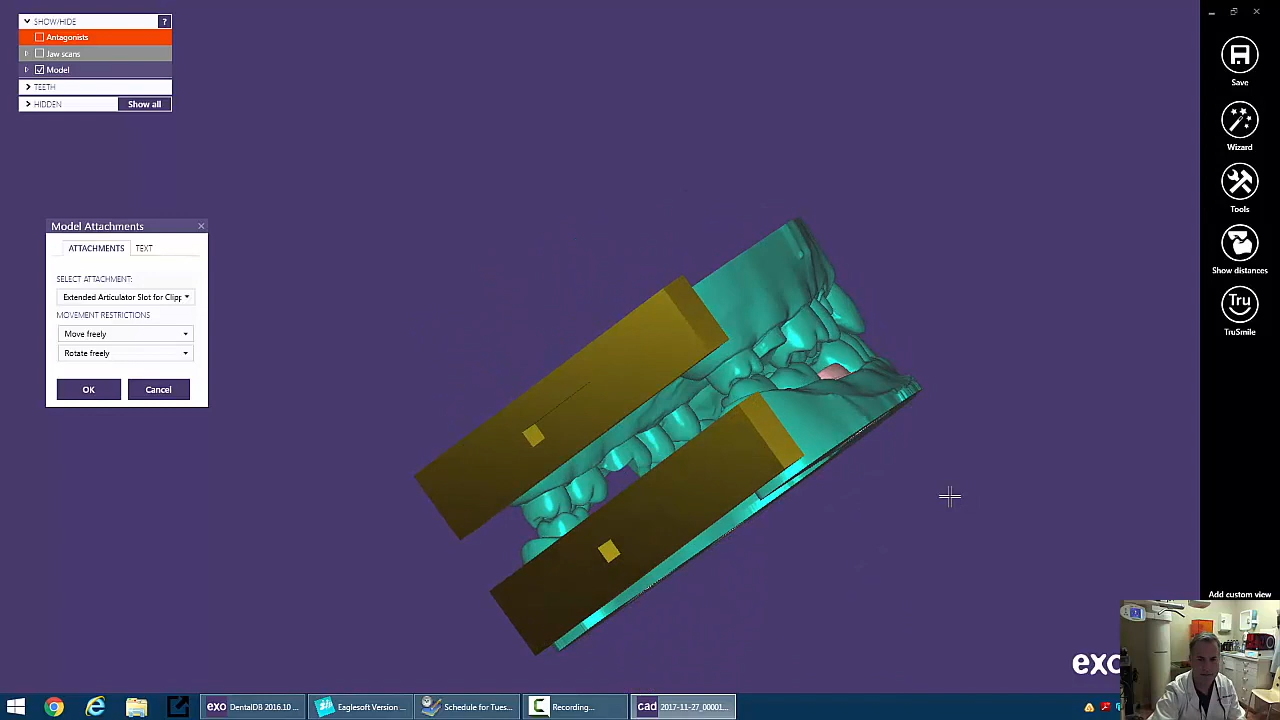 SHOW/HIDE
?
Antagonists
Jaw scans
Model
TEETH
HIDDEN
Show all
Model Attachments
ATTACHMENTS
TEXT
SELECT ATTACHMENT:
Extended Articulator Slot for Clipp
MOVEMENT RESTRICTIONS
Move freely
Rotate freely
OK
Cancel
Save
Wizard
Tools
Show distances
Tru
TruSmile
Add custom view
exo
exo
DentalDB 2016.10 ...
Eaglesoft Version ...
Schedule for Tues...
Recording...
cad
2017-11-27_00001...